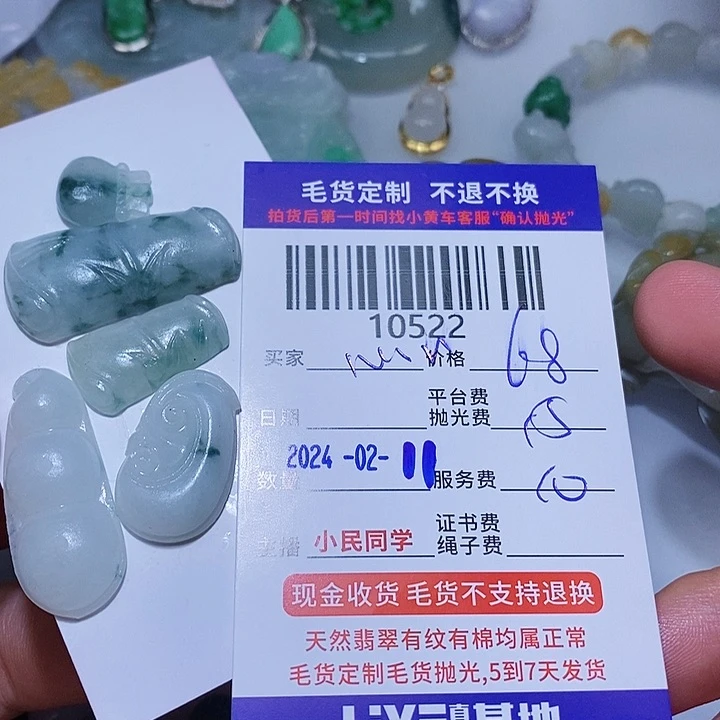 毛货定制 不退不换
拍货后第一时间找小黄车客服“确认抛光”
10522
买家 价格 68
平台费
日期 抛光费
2024 -02-
数量 服务费
证书费
主播 小民同学 绳子费
现金收货 毛货不支持退换
天然翡翠有纹有棉均属正常
毛货定制毛货抛光,5到7天发货
基地